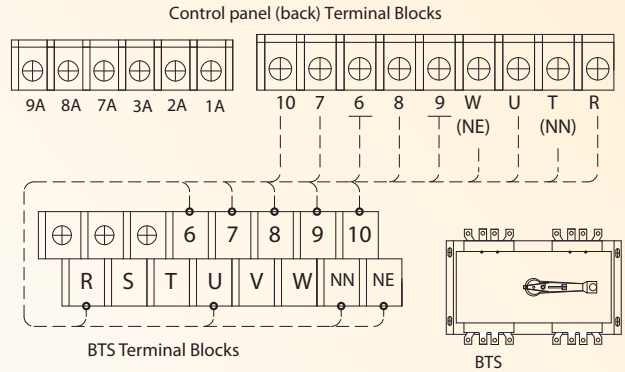 Control panel (back) Terminal Blocks
9A 8A 7A 3A 2A 1A
10 7 6 8 9 W U T R
(NE) (NN)
6 7 8 9 10
R S T U V W NN NE
BTS Terminal Blocks
BTS